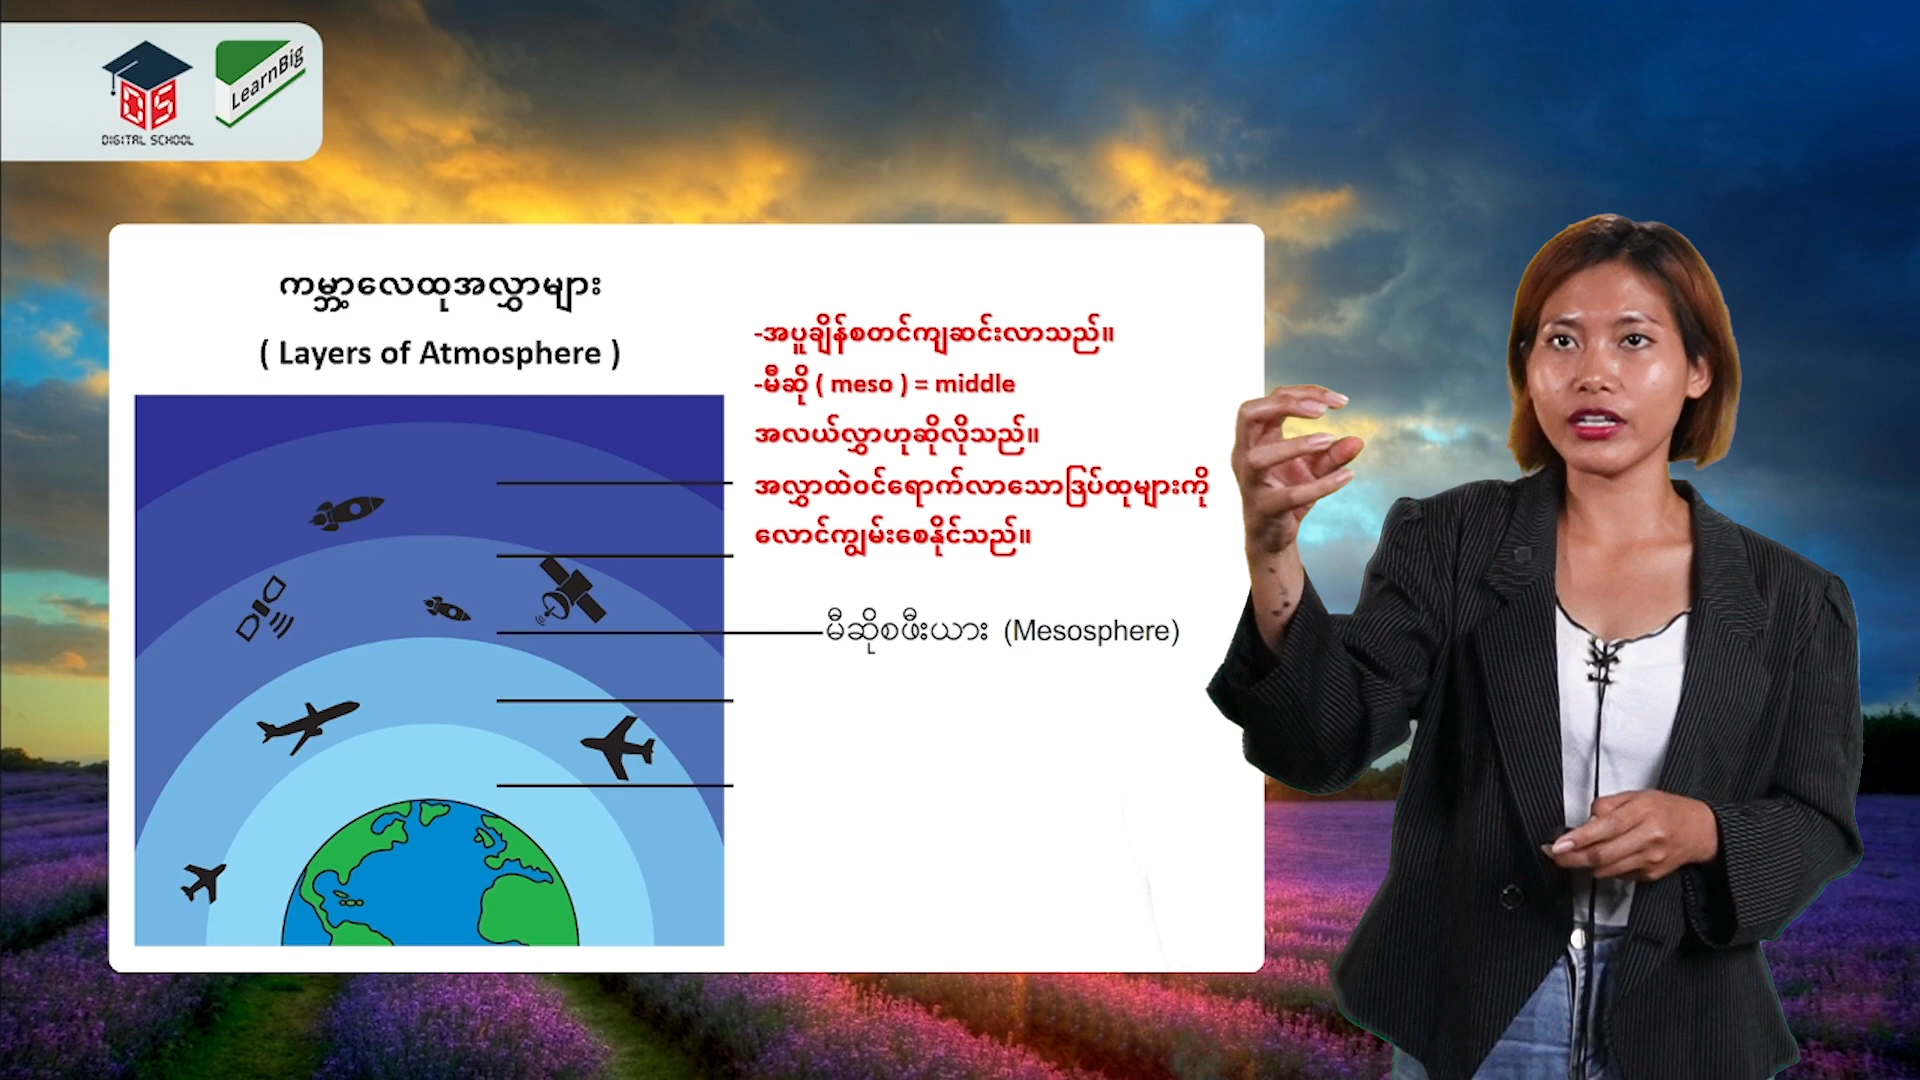 DS
DIGITAL SCHOOL
LearnBig
ကမ္ဘာ့လေထုအလွှာများ
( Layers of Atmosphere )
-အပူချိန်စတင်ကျဆင်းလာသည်။
-မီဆို ( meso ) = middle
အလယ်လွှာဟုဆိုလိုသည်။
အလွှာထဲဝင်ရောက်လာသောဒြပ်ထုများကို
လောင်ကျွမ်းစေနိုင်သည်။
မီဆိုစဖီးယား (Mesosphere)